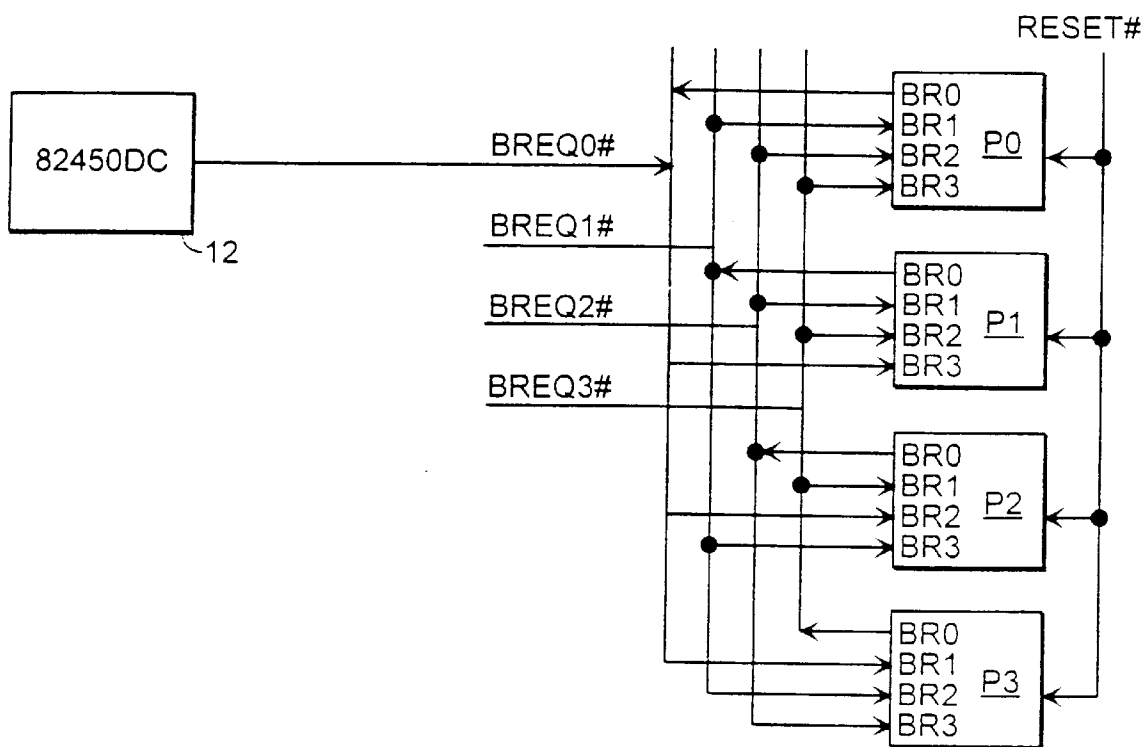 RESET#
82450DC
12
BREQ0#
BREQ1#
BREQ2#
BREQ3#
BR0
BR1
BR2
BR3
P0
BR0
BR1
BR2
BR3
P1
BR0
BR1
BR2
BR3
P2
BR0
BR1
BR2
BR3
P3